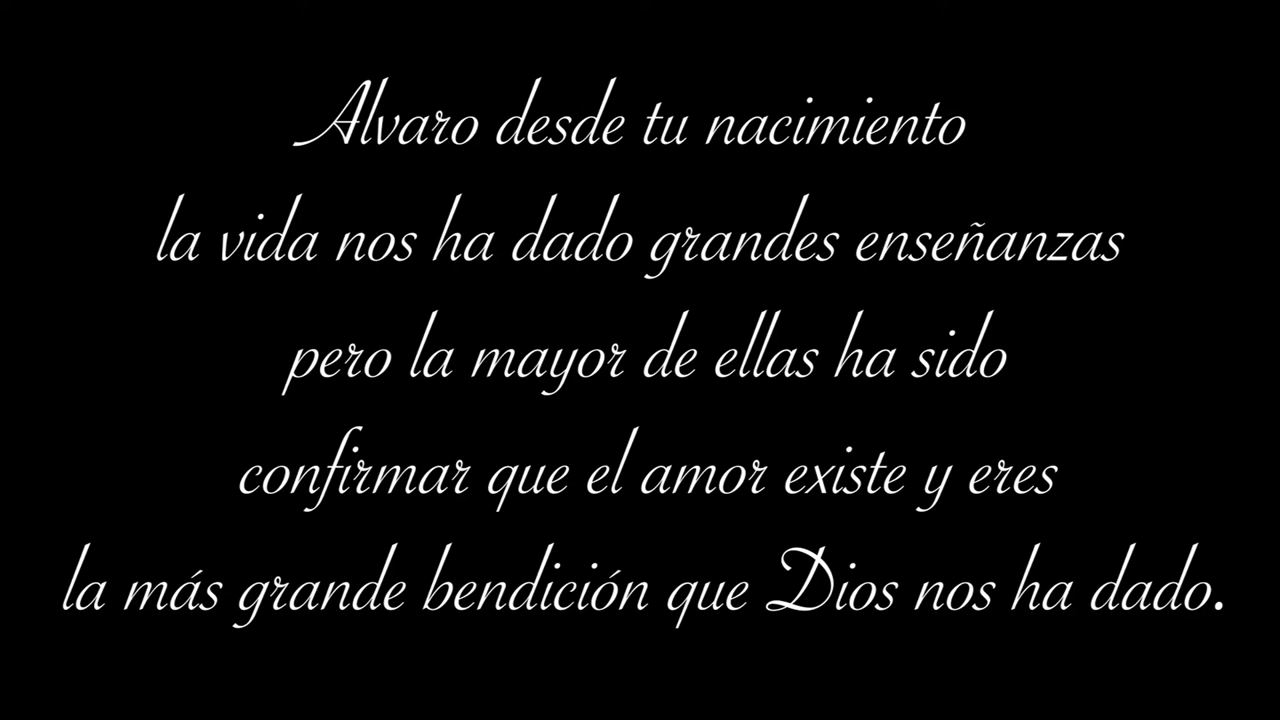 Alvaro desde tu nacimiento
la vida nos ha dado grandes enseñanzas
pero la mayor de ellas ha sido
confirmar que el amor existe y eres
la más grande bendición que Dios nos ha dado.